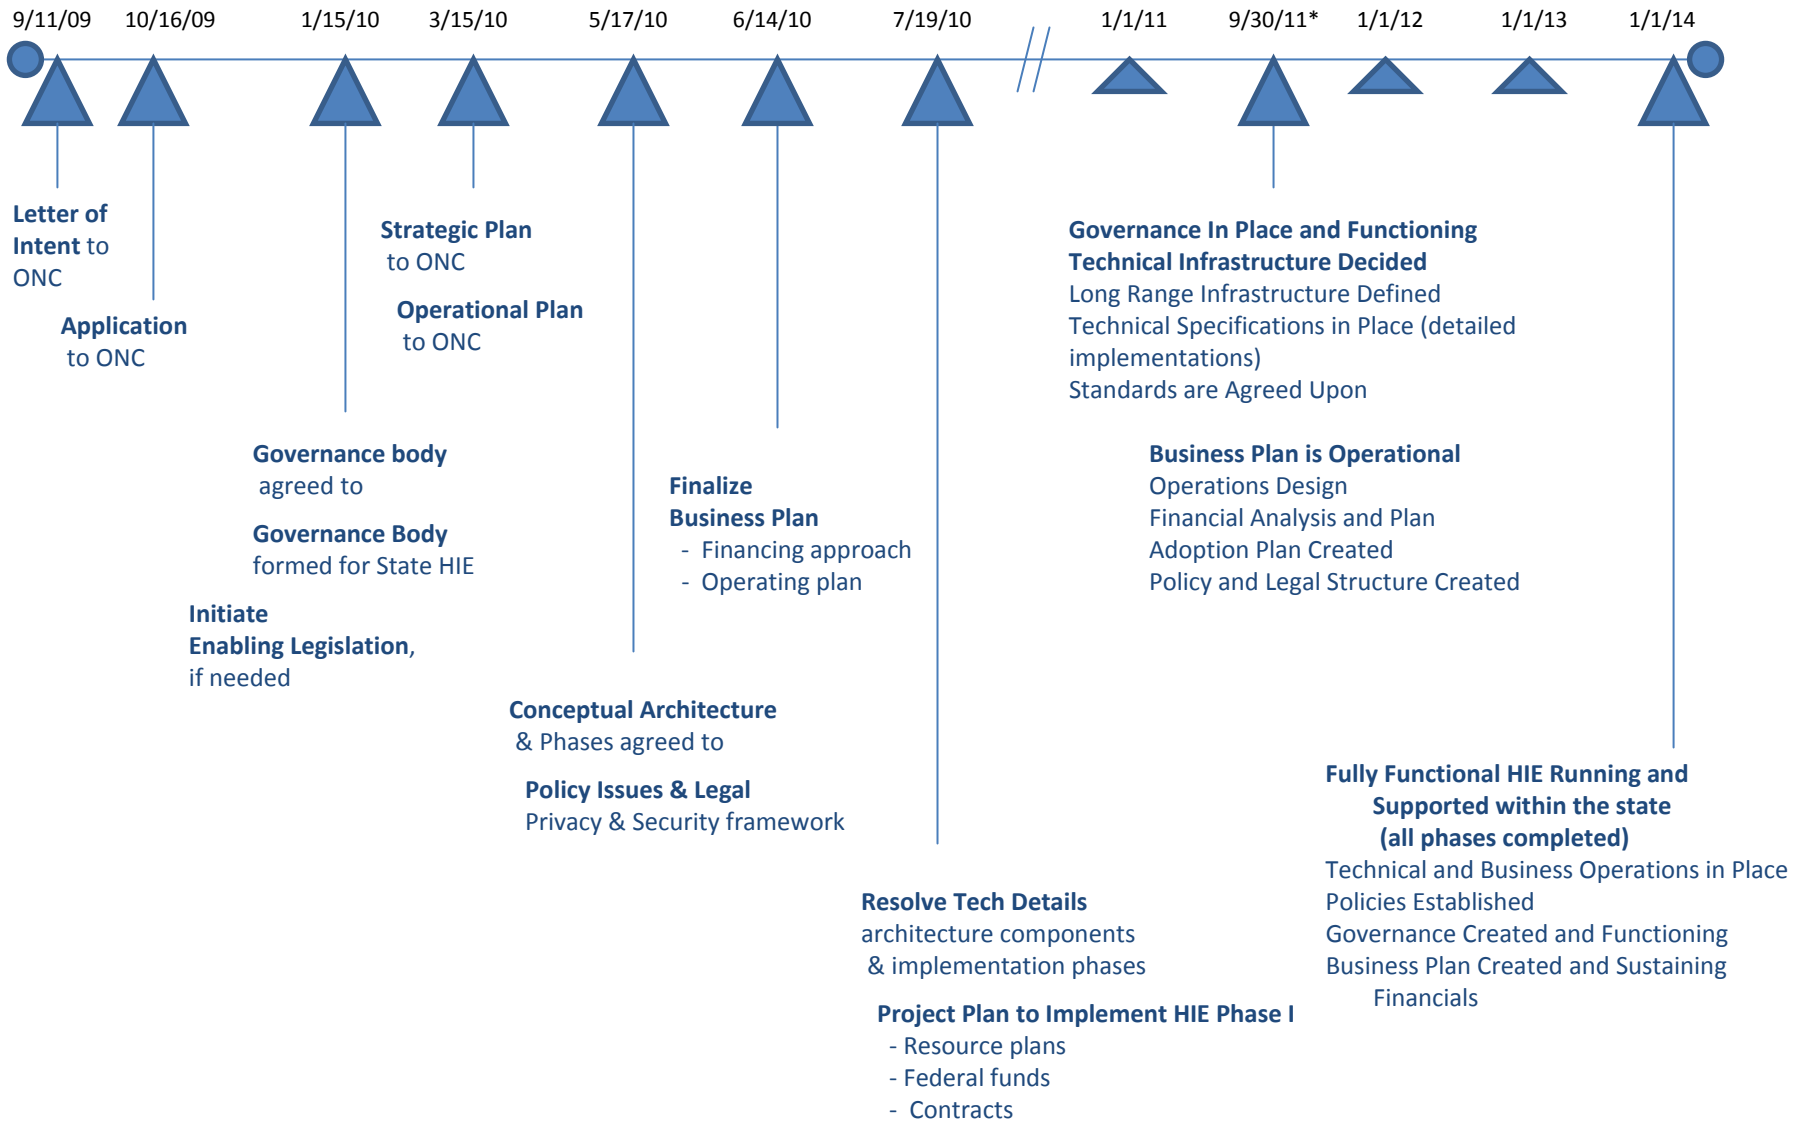 9/11/09 10/16/09 1/15/10 3/15/10 5/17/10 6/14/10 7/19/10 1/1/11 9/30/11* 1/1/12 1/1/13 1/1/14
Letter of
Intent to
ONC
Application
to ONC
Governance body
agreed to
Governance Body
formed for State HIE
Initiate
Enabling Legislation,
if needed
Strategic Plan
to ONC
Operational Plan
to ONC
Conceptual Architecture
& Phases agreed to
Policy Issues & Legal
Privacy & Security framework
Finalize
Business Plan
- Financing approach
- Operating plan
Resolve Tech Details
architecture components
& implementation phases
Project Plan to Implement HIE Phase I
- Resource plans
- Federal funds
- Contracts
Governance In Place and Functioning
Technical Infrastructure Decided
Long Range Infrastructure Defined
Technical Specifications in Place (detailed
implementations)
Standards are Agreed Upon
Business Plan is Operational
Operations Design
Financial Analysis and Plan
Adoption Plan Created
Policy and Legal Structure Created
Fully Functional HIE Running and
Supported within the state
(all phases completed)
Technical and Business Operations in Place
Policies Established
Governance Created and Functioning
Business Plan Created and Sustaining
Financials